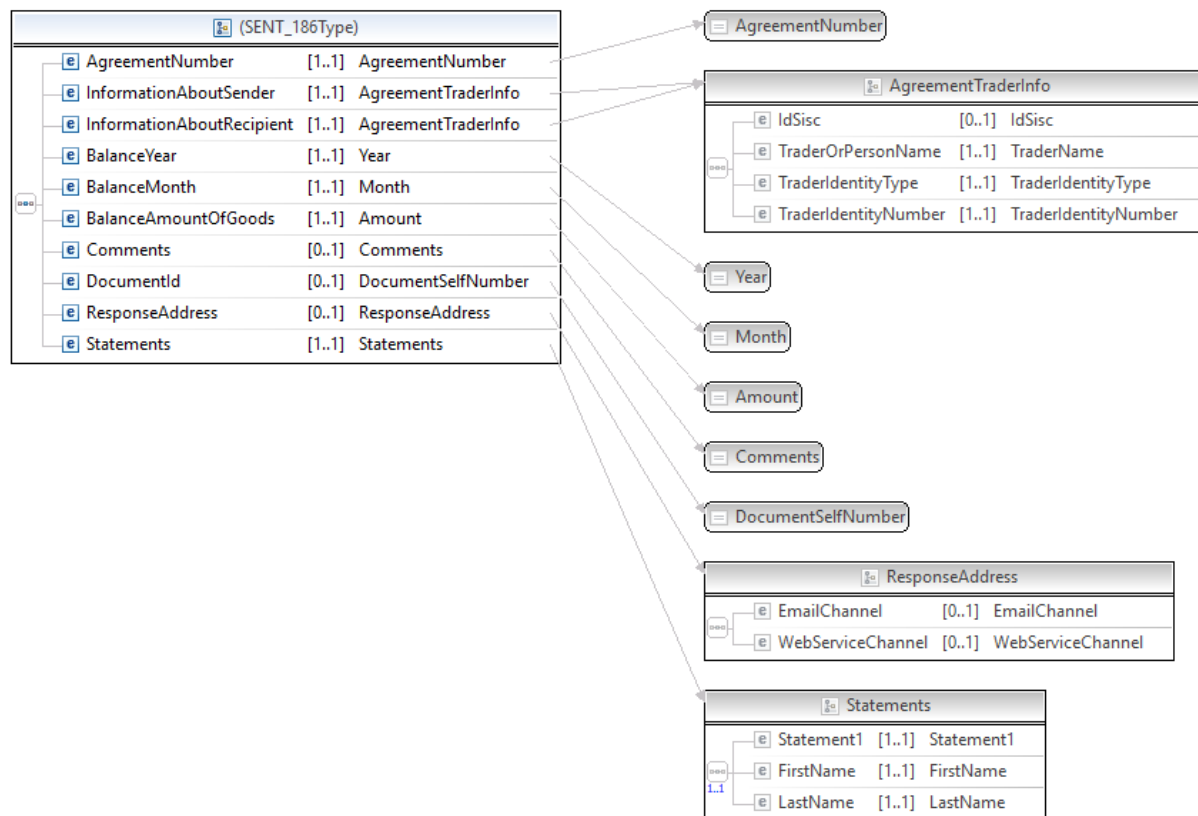 (SENT_186Type)
AgreementNumber [1..1] AgreementNumber
InformationAboutSender [1..1] AgreementTraderInfo
InformationAboutRecipient [1..1] AgreementTraderInfo
BalanceYear [1..1] Year
BalanceMonth [1..1] Month
BalanceAmountOfGoods [1..1] Amount
Comments [0..1] Comments
DocumentId [0..1] DocumentSelfNumber
ResponseAddress [0..1] ResponseAddress
Statements [1..1] Statements
AgreementNumber
AgreementTraderInfo
IdSisc [0..1] IdSisc
TraderOrPersonName [1..1] TraderName
TraderIdentityType [1..1] TraderIdentityType
TraderIdentityNumber [1..1] TraderIdentityNumber
Year
Month
Amount
Comments
DocumentSelfNumber
ResponseAddress
EmailChannel [0..1] EmailChannel
WebServiceChannel [0..1] WebServiceChannel
Statements
Statement1 [1..1] Statement1
FirstName [1..1] FirstName
1..1
LastName [1..1] LastName